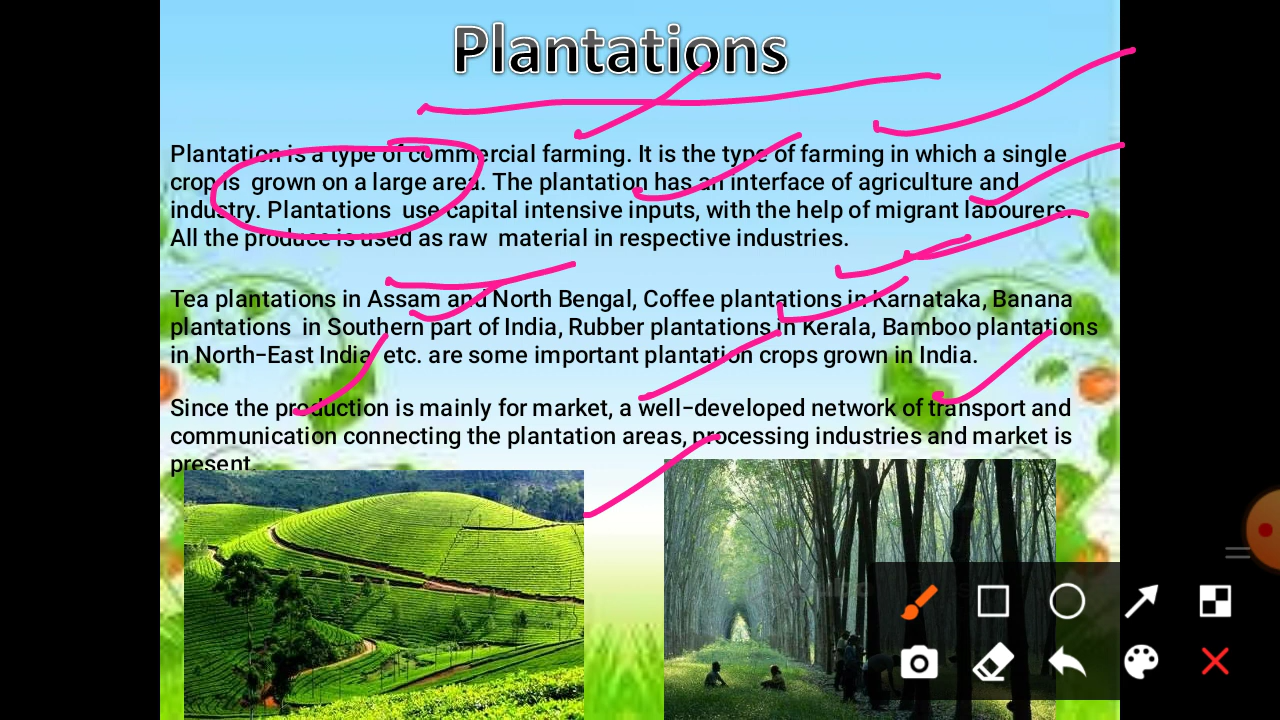 Plantations
Plantation is a type of commercial farming. It is the type of farming in which a single
crop is grown on a large area. The plantation has an interface of agriculture and
industry. Plantations use capital intensive inputs, with the help of migrant labourers.
All the produce is used as raw material in respective industries.
Tea plantations in Assam and North Bengal, Coffee plantations in Karnataka, Banana
plantations in Southern part of India, Rubber plantations in Kerala, Bamboo plantations
in North-East India, etc. are some important plantation crops grown in India.
Since the production is mainly for market, a well-developed network of transport and
communication connecting the plantation areas, processing industries and market is
present.